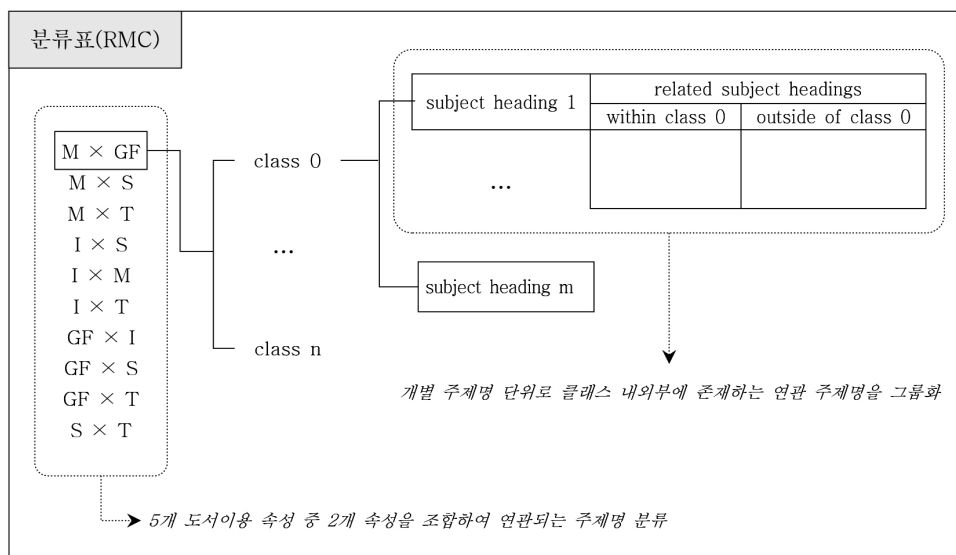 분류표(RMC)
M × GF
M × S
M × T
I × S
I × M
I × T
GF × I
GF × S
GF × T
S × T
class 0
...
class n
subject heading 1
related subject headings
within class 0
outside of class 0
...
subject heading m
개별 주제명 단위로 클래스 내외부에 존재하는 연관 주제명을 그룹화
5개 도서이용 속성 중 2개 속성을 조합하여 연관되는 주제명 분류